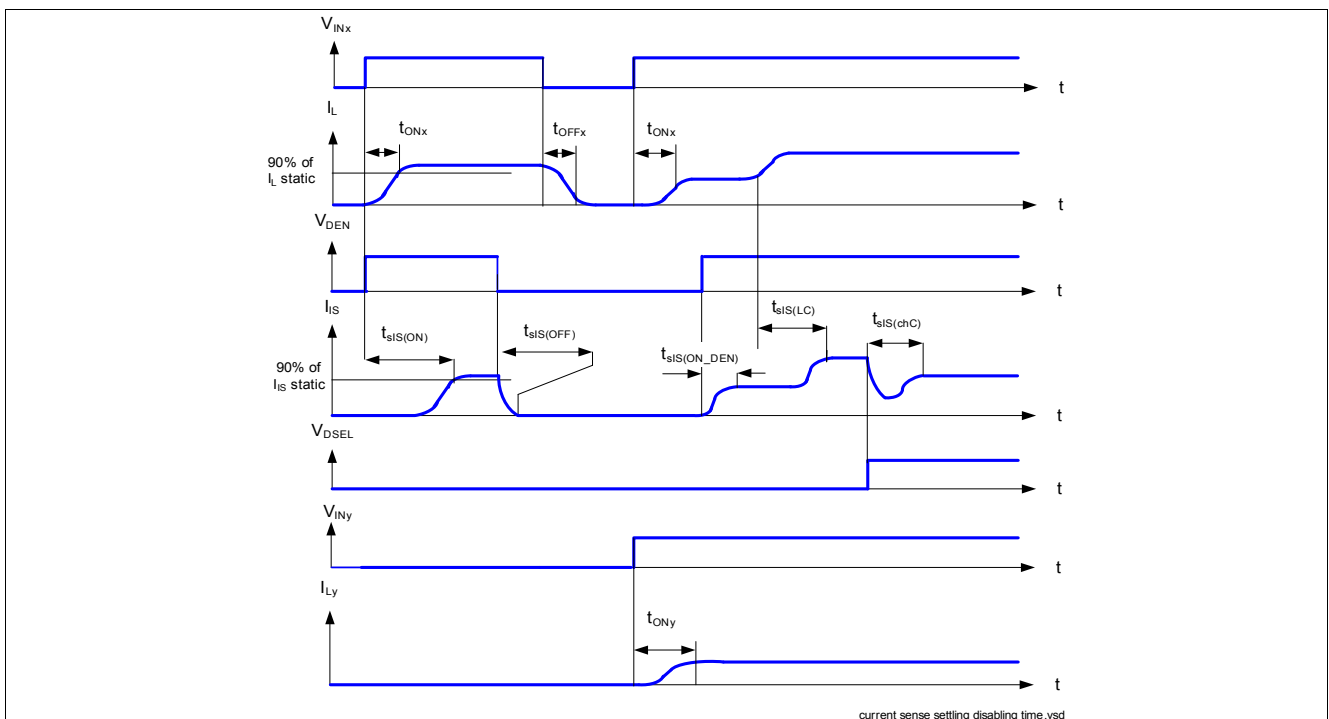 VINx
t
IL
tONx
tOFFx
tONx
90% of
IL static
t
VDEN
t
IIS
tsIS(ON)
tsIS(OFF)
tsIS(LC)
tsIS(chC)
tsIS(ON_DEN)
90% of
IIS static
t
VDSEL
t
VINy
t
ILy
tONy
t
current sense settling disabling time.vsd